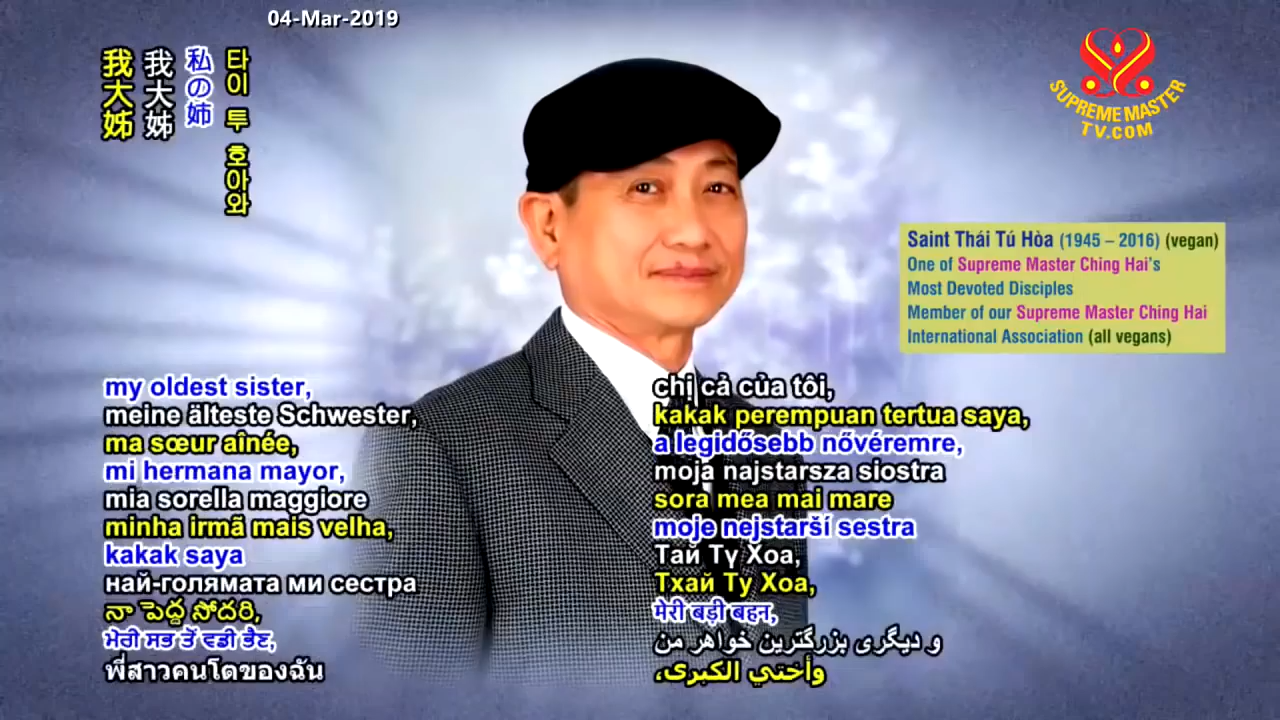 04-Mar-2019
我大姊
我大姊
私の姉
타이 투 호아와
SUPREME MASTER
TV.COM
Saint Thái Tú Hòa (1945 – 2016) (vegan)
One of Supreme Master Ching Hai's
Most Devoted Disciples
Member of our Supreme Master Ching Hai
International Association (all vegans)
my oldest sister,
meine älteste Schwester,
ma sœur aînée,
mi hermana mayor,
mia sorella maggiore
minha irmã mais velha,
kakak saya
най-голямата ми сестра
నా పెద్ద సోదరి,
ਮੇਰੀ ਸਭ ਤੋਂ ਵਡੀ ਭੈਣ,
พี่สาวคนโตของฉัน
chị cả của tôi,
kakak perempuan tertua saya,
a legidősebb nővéremre,
moja najstarsza siostra
sora mea mai mare
moje nejstarší sestra
Тай Тү Хоа,
Тхай Ту Хоа,
मेरी बड़ी बहन,
و دیگری بزرگترین خواهر من
وأختي الكبرى،